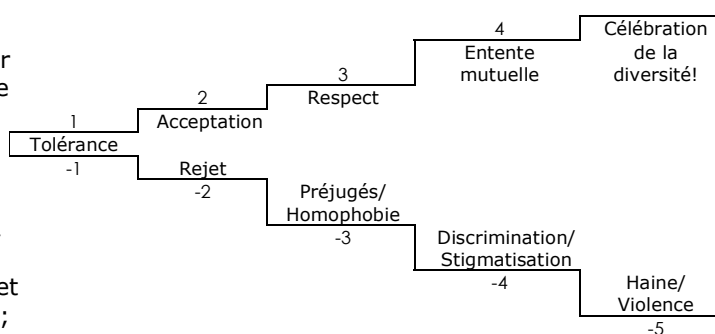 4
Célébration
de la
diversité!
Entente
mutuelle
3
Respect
2
Acceptation
1
Tolérance
-1
Rejet
-2
Préjugés/
Homophobie
-3
Discrimination/
Stigmatisation
-4
Haine/
Violence
-5
r
e
et
;